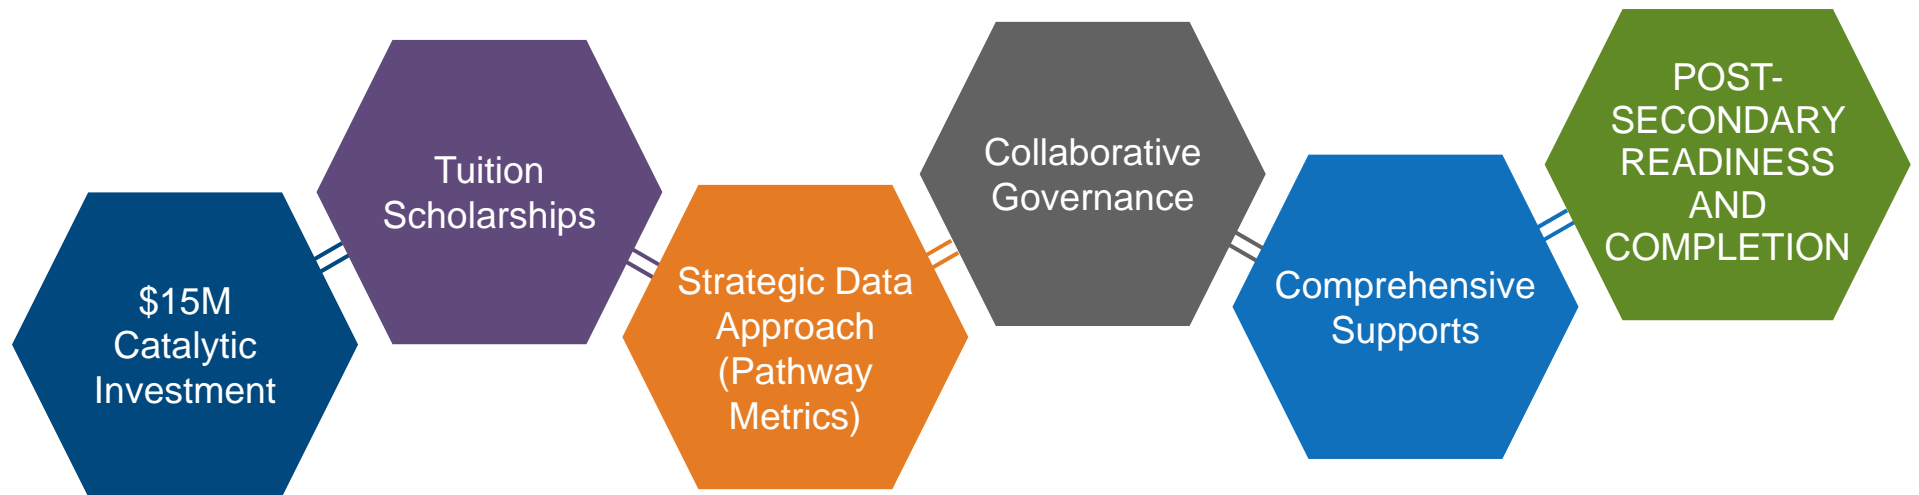 $15M
Catalytic
Investment
Tuition
Scholarships
Strategic Data
Approach
(Pathway
Metrics)
Collaborative
Governance
Comprehensive
Supports
POST-
SECONDARY
READINESS
AND
COMPLETION